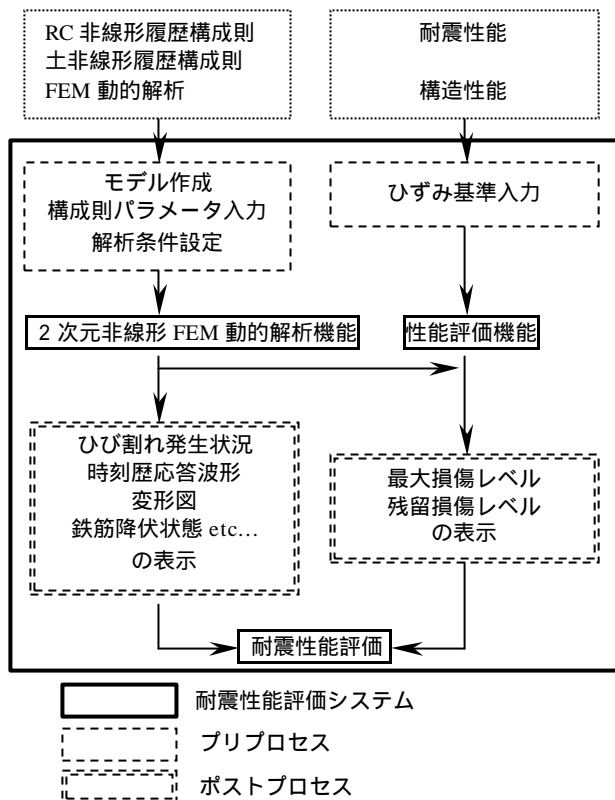 RC 非線形履歴構成則
土非線形履歴構成則
FEM 動的解析
耐震性能
構造性能
モデル作成
構成則パラメータ入力
解析条件設定
ひずみ基準入力
2 次元非線形 FEM 動的解析機能
性能評価機能
ひび割れ発生状況
時刻歴応答波形
変形図
鉄筋降伏状態 etc…
の表示
最大損傷レベル
残留損傷レベル
の表示
耐震性能評価
耐震性能評価システム
プリプロセス
ポストプロセス